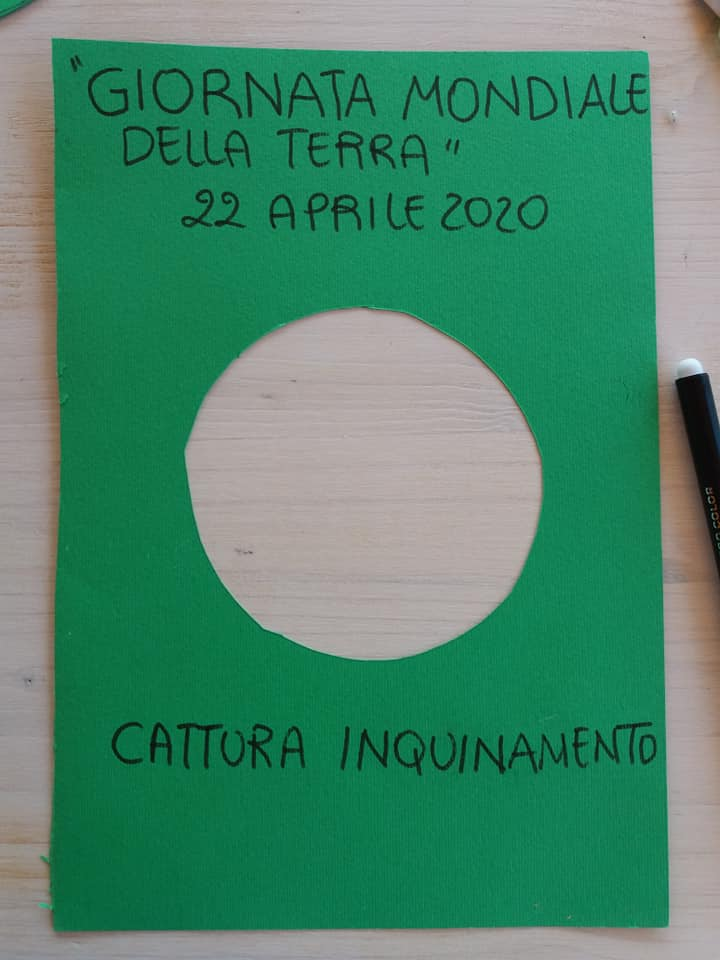 "GIORNATA MONDIALE
DELLA TERRA"
22 APRILE 2020
CATTURA INQUINAMENTO